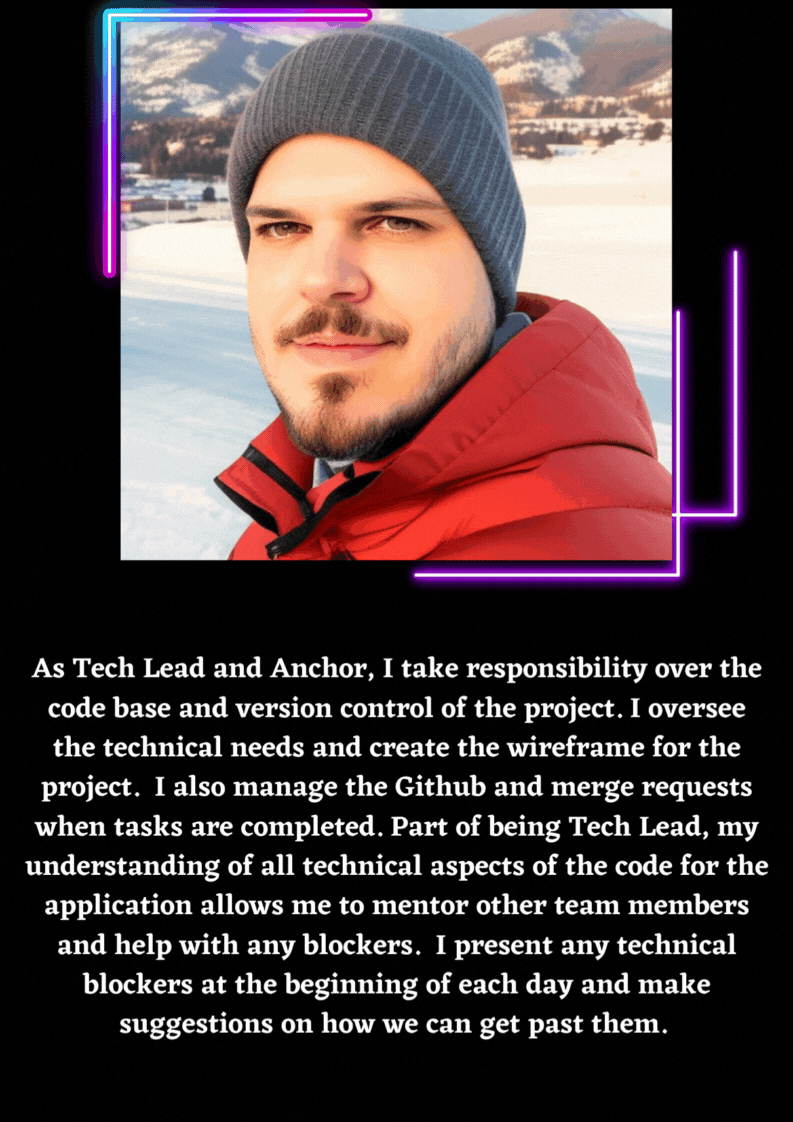 As Tech Lead and Anchor, I take responsibility over the
code base and version control of the project. I oversee
the technical needs and create the wireframe for the
project.  I also manage the Github and merge requests
when tasks are completed. Part of being Tech Lead, my
understanding of all technical aspects of the code for the
application allows me to mentor other team members
and help with any blockers.  I present any technical
blockers at the beginning of each day and make
suggestions on how we can get past them.